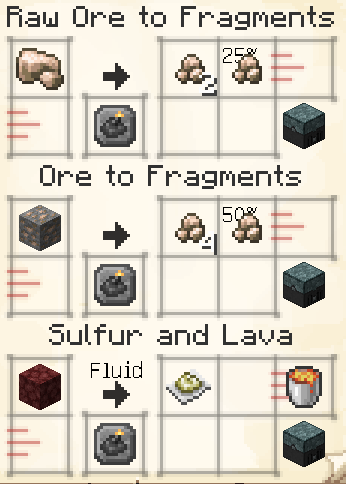 Raw Ore to Fragments
25%
2
Ore to Fragments
50%
4
Sulfur and Lava
Fluid